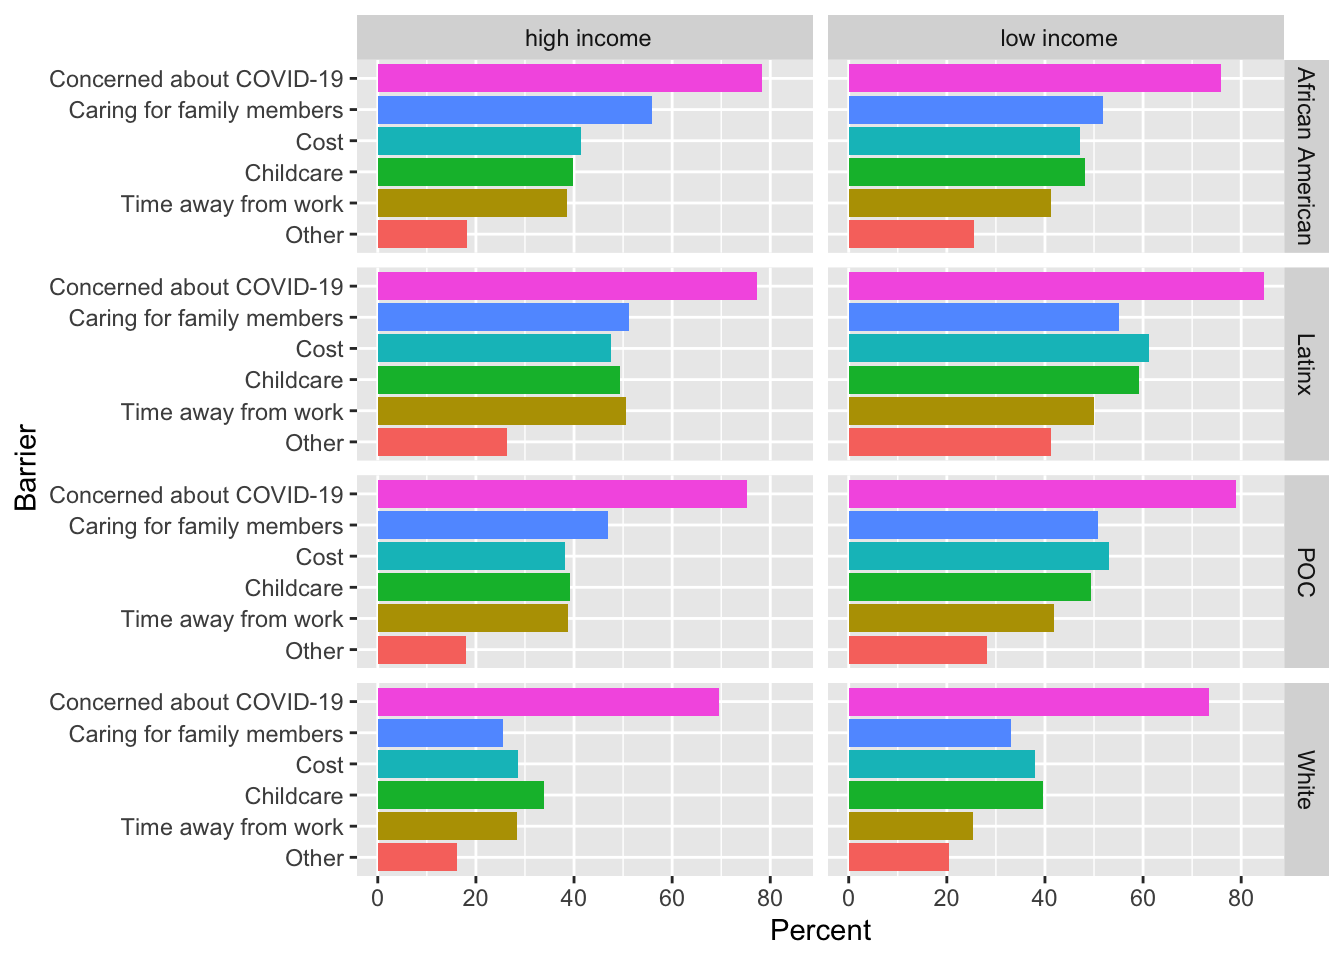 high income
low income
Concerned about COVID-19
Caring for family members
Cost
Childcare
Time away from work
Other
African American
Concerned about COVID-19
Caring for family members
Cost
Childcare
Time away from work
Other
Latinx
Concerned about COVID-19
Caring for family members
Cost
Childcare
Time away from work
Other
POC
Concerned about COVID-19
Caring for family members
Cost
Childcare
Time away from work
Other
White
Barrier
0 20 40 60 80
0 20 40 60 80
Percent